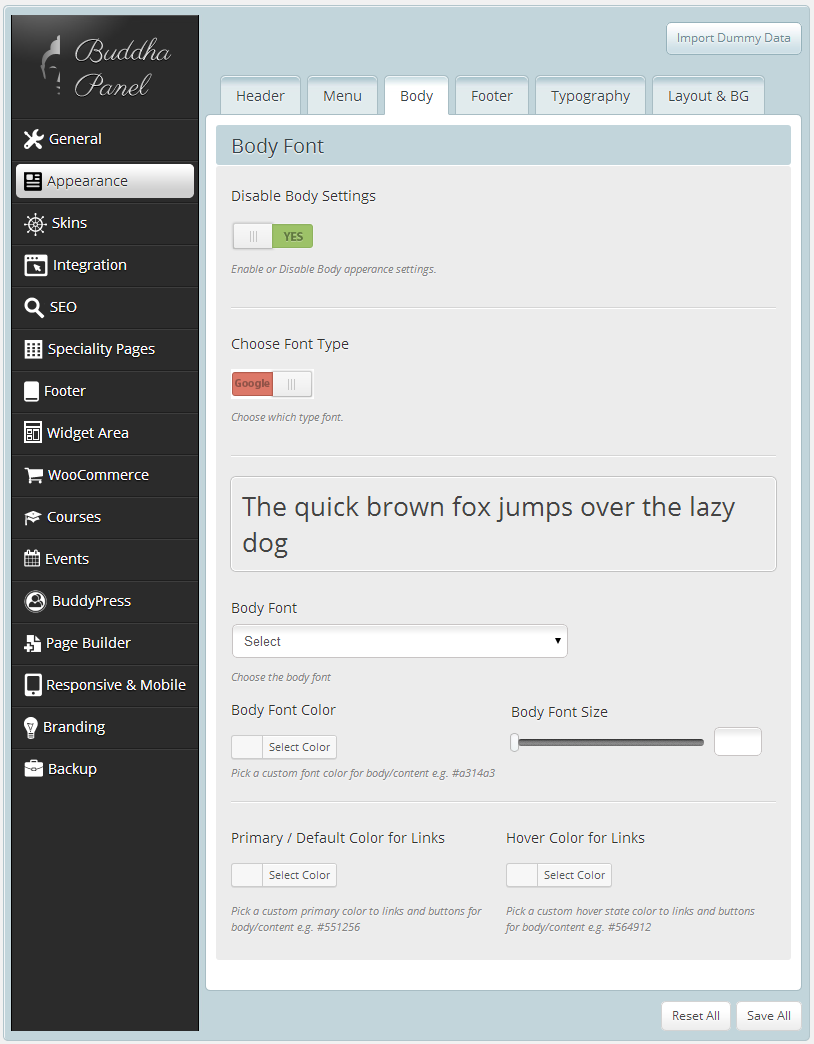 Buddha
Panel
Import Dummy Data
Header
Menu
Body
Footer
Typography
Layout & BG
General
Appearance
Skins
Integration
SEO
Speciality Pages
Footer
Widget Area
WooCommerce
Courses
Events
BuddyPress
Page Builder
Responsive & Mobile
Branding
Backup
Body Font
Disable Body Settings
YES
Enable or Disable Body apperance settings.
Choose Font Type
Google
Choose which type font.
The quick brown fox jumps over the lazy
dog
Body Font
Select
Choose the body font
Body Font Color
Select Color
Pick a custom font color for body/content e.g. #a314a3
Body Font Size
Primary / Default Color for Links
Select Color
Pick a custom primary color to links and buttons for
body/content e.g. #551256
Hover Color for Links
Select Color
Pick a custom hover state color to links and buttons
for body/content e.g. #564912
Reset All
Save All